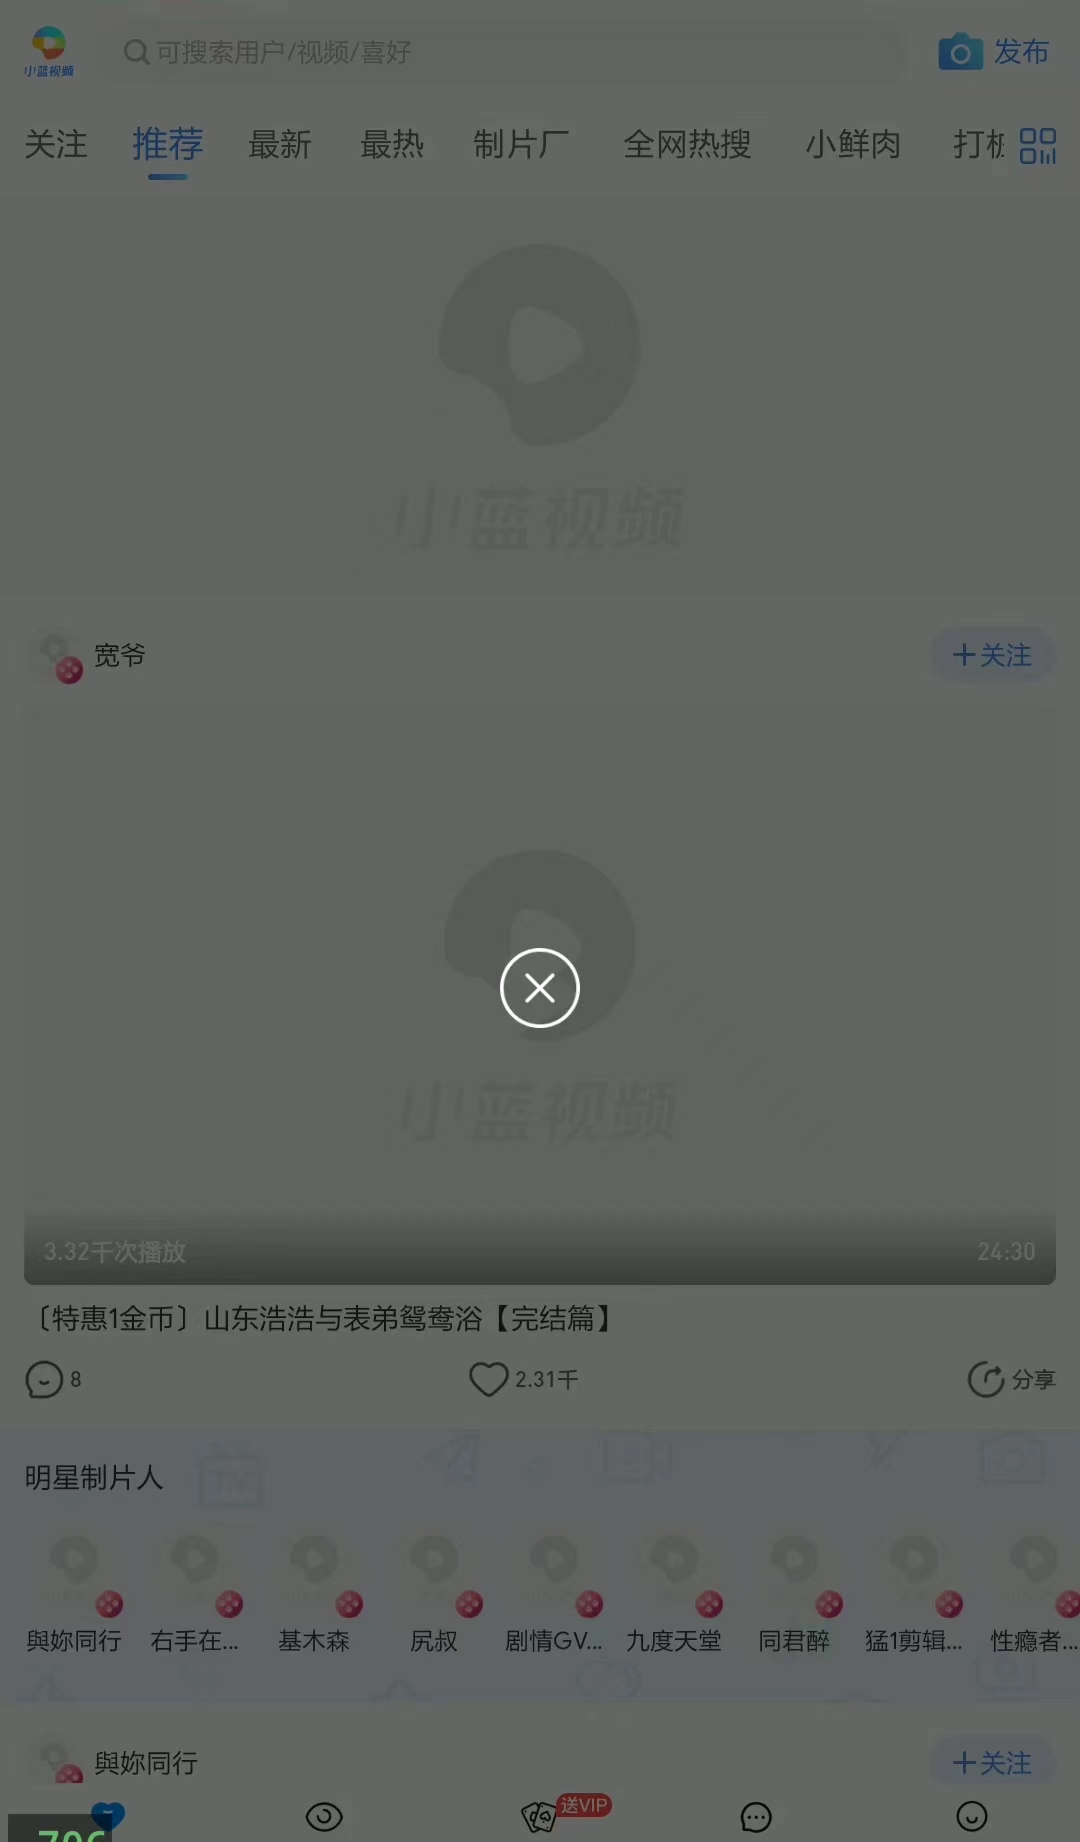 小蓝视频
可搜索用户/视频/喜好
发布
关注 推荐 最新 最热 制片厂 全网热搜 小鲜肉 打
小蓝视频
宽爷
+关注
小蓝视频
3.32千次播放
24:30
〔特惠1金币〕山东浩浩与表弟鸳鸯浴【完结篇】
8
2.31千
分享
明星制片人
與妳同行 右手在... 基木森 尻叔 剧情GV... 九度天堂 同君醉 猛1剪辑... 性瘾者...
與妳同行
+关注
送VIP